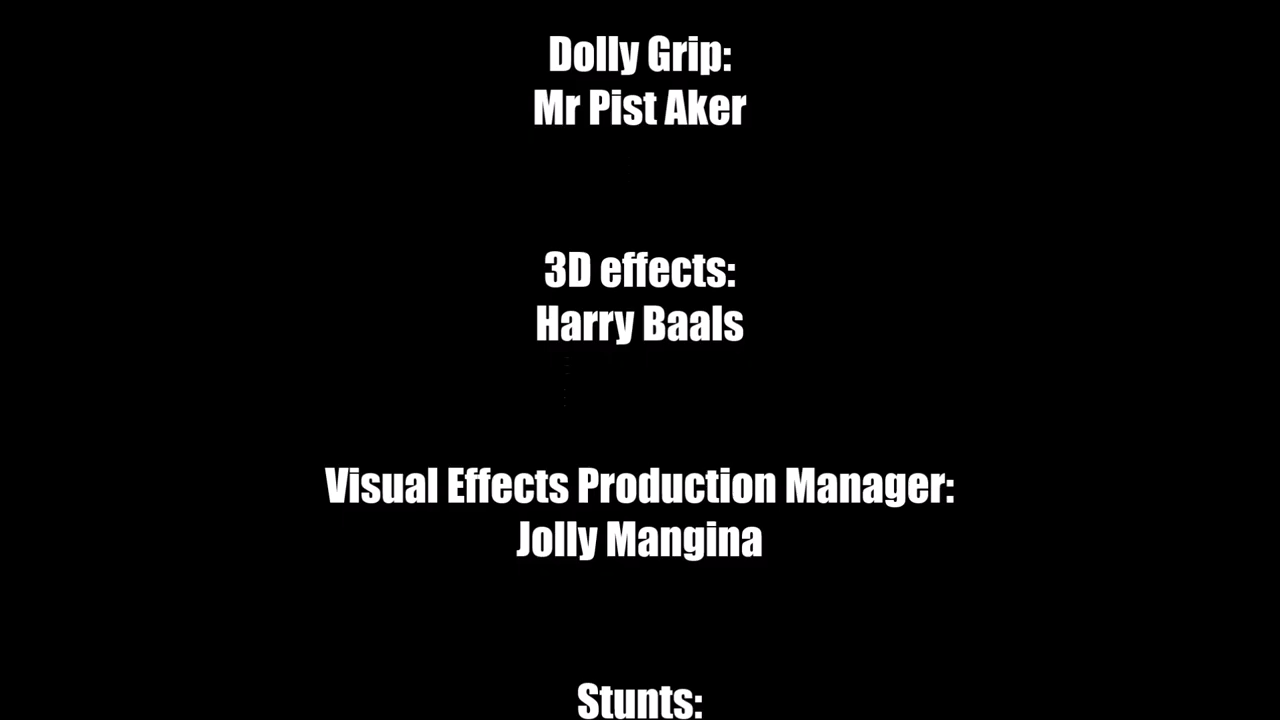 Dolly Grip:
Mr Pist Aker
3D effects:
Harry Baals
Visual Effects Production Manager:
Jolly Mangina
Stunts: